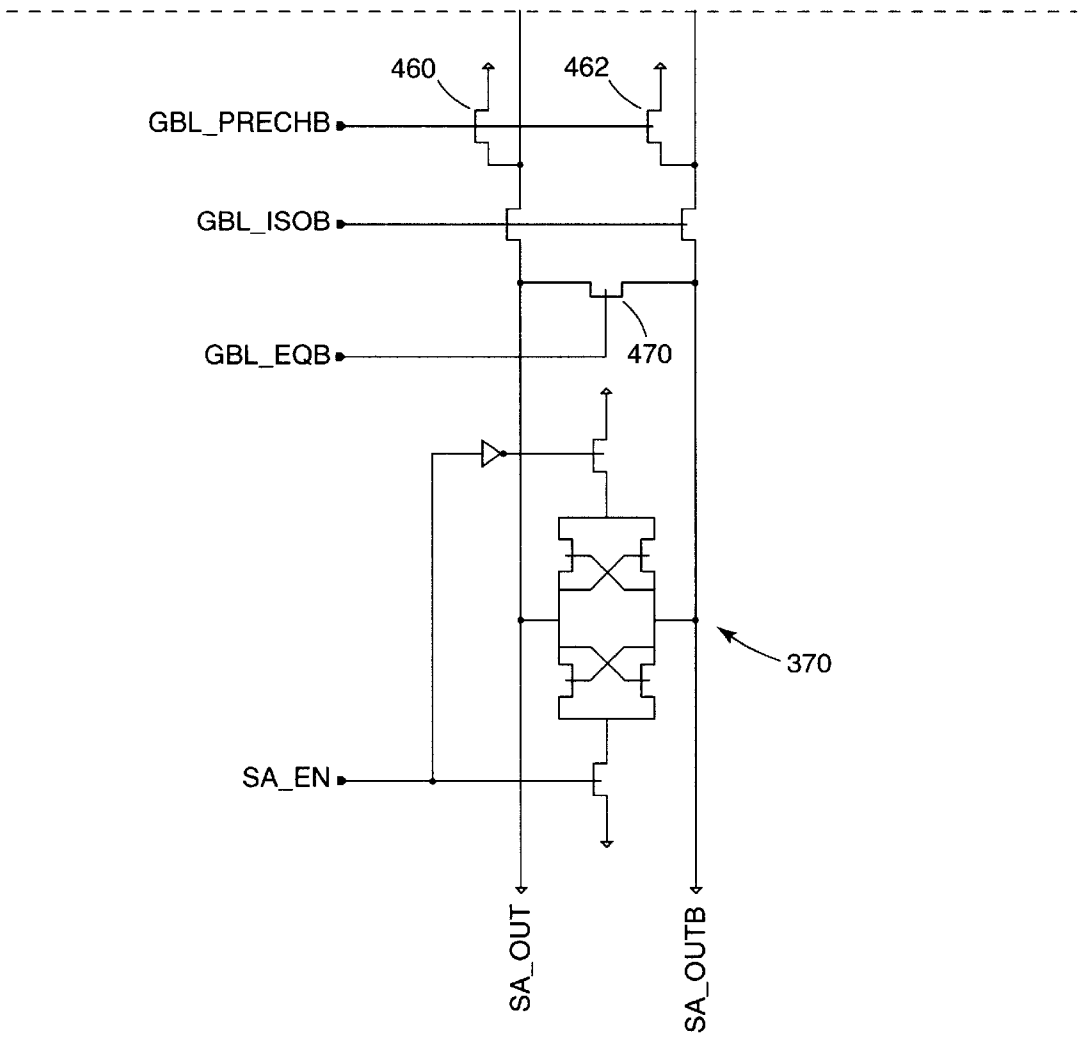 460
462
GBL_PRECHB
GBL_ISOB
GBL_EQB
470
370
SA_EN
SA_OUT
SA_OUTB